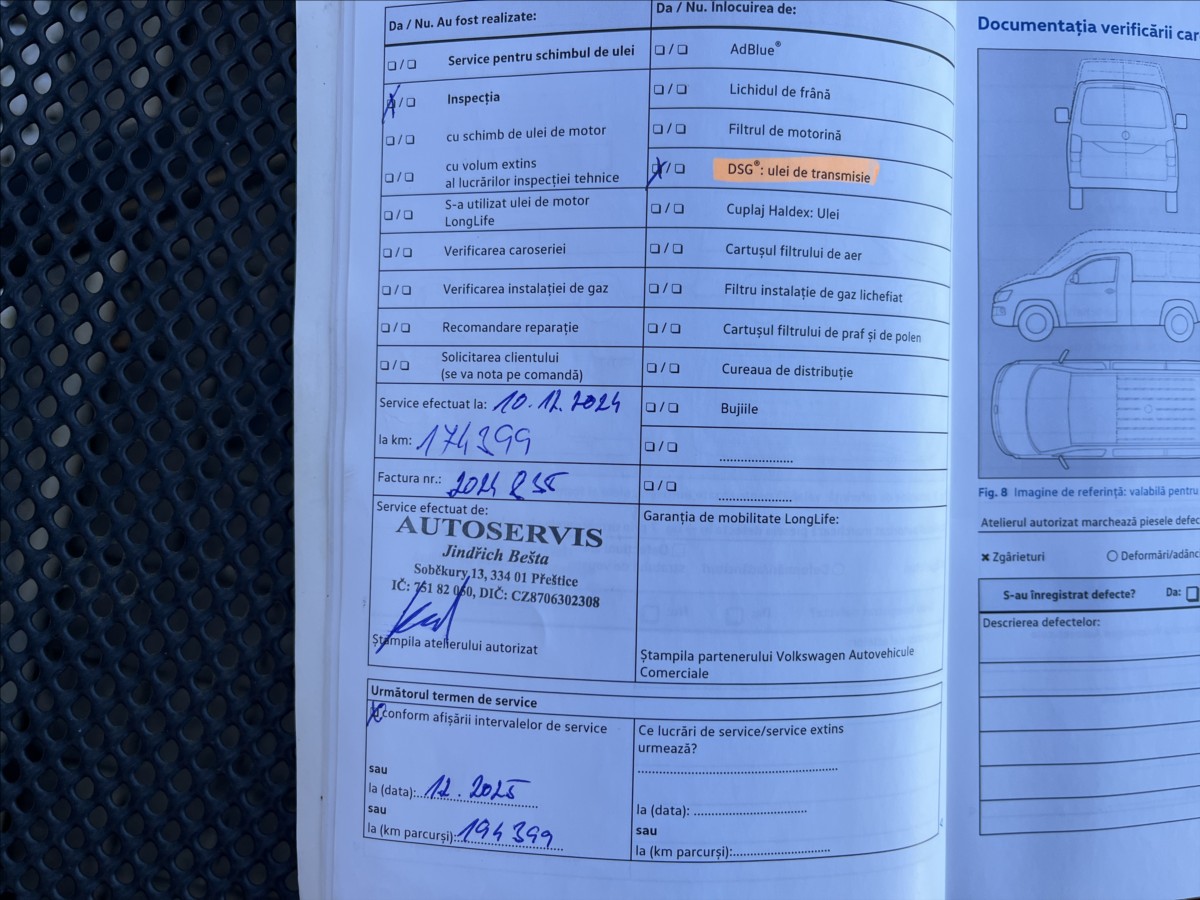 Da / Nu. Au fost realizate:
❏ / ❏ Service pentru schimbul de ulei
❏ / ❏ Inspecția
❏ / ❏ cu schimb de ulei de motor
❏ / ❏ cu volum extins
al lucrărilor inspecției tehnice
❏ / ❏ S-a utilizat ulei de motor
LongLife
❏ / ❏ Verificarea caroseriei
❏ / ❏ Verificarea instalației de gaz
❏ / ❏ Recomandare reparație
❏ / ❏ Solicitarea clientului
(se va nota pe comandă)
Service efectuat la: 10.12.2024
la km: 174399
Factura nr.: 2024
Service efectuat de:
AUTOSERVIS
Jindřich Bešta
Soběkury 13, 334 01 Přeštice
IČ: 751 82 060, DIČ: CZ8706302308
Ștampila atelierului autorizat
Da / Nu. Înlocuirea de:
❏ / ❏ AdBlue®
❏ / ❏ Lichidul de frână
❏ / ❏ Filtrul de motorină
❏ / ❏ DSG®: ulei de transmisie
❏ / ❏ Cuplaj Haldex: Ulei
❏ / ❏ Cartușul filtrului de aer
❏ / ❏ Filtru instalație de gaz lichefiat
❏ / ❏ Cartușul filtrului de praf și de polen
❏ / ❏ Cureaua de distribuție
❏ / ❏ Bujiile
❏ / ❏ .....................
❏ / ❏ .....................
Garanția de mobilitate LongLife:
Ștampila partenerului Volkswagen Autovehicule
Comerciale
Următorul termen de service
conform afișării intervalelor de service
sau
la (data): 12.2025
sau
la (km parcurși): 194399
Ce lucrări de service/service extins
urmează?
la (data): ..............................
sau
la (km parcurși):..........................
Documentația verificării
Fig. 8 Imagine de referință: valabilă pentru
Atelierul autorizat marchează piesele
✖ Zgârieturi ❍ Deformări/
S-au înregistrat defecte? Da: ❏
Descrierea defectelor: